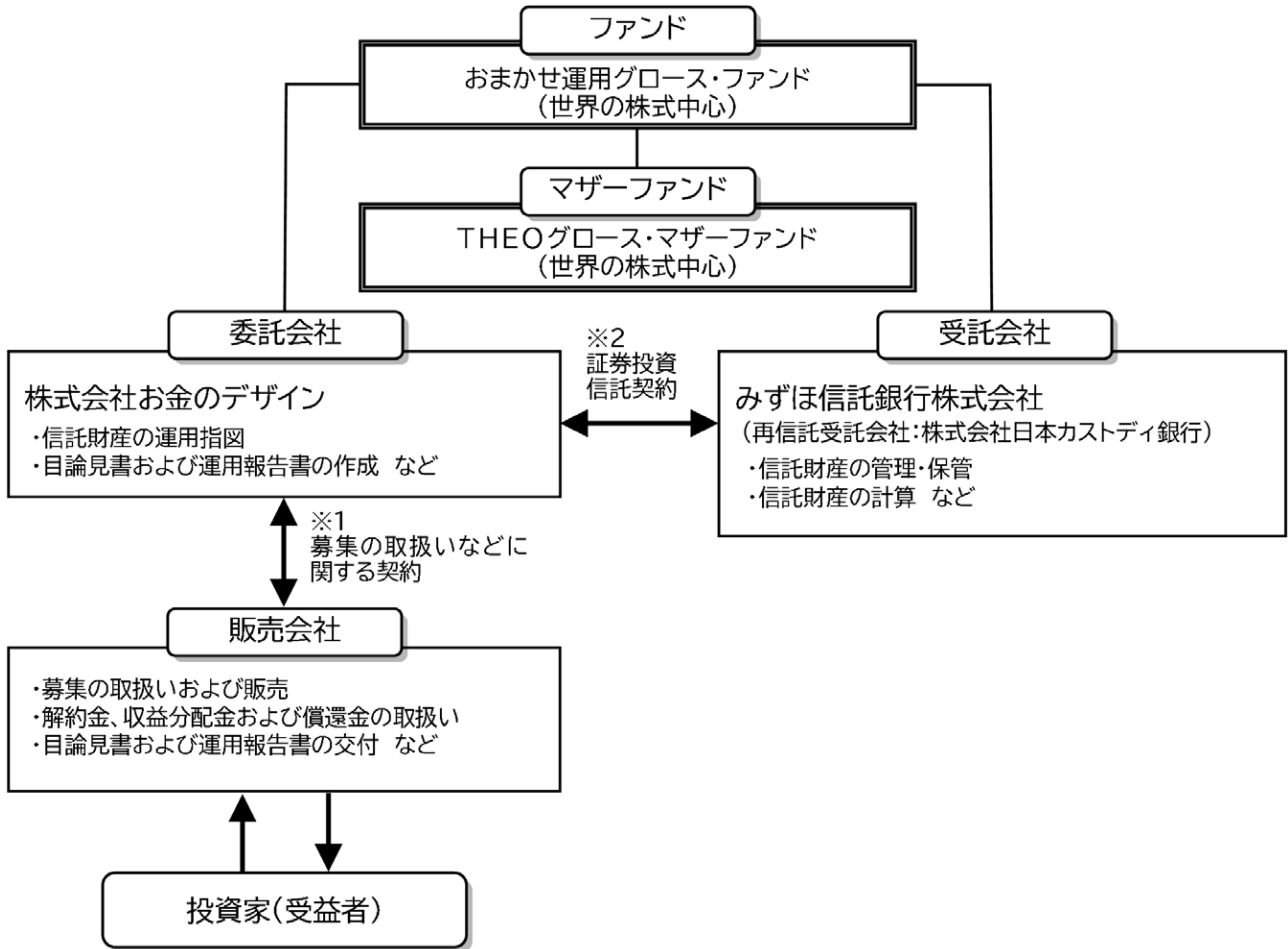 ファンド
おまかせ運用グロース・ファンド
(世界の株式中心)
マザーファンド
THEOグロース・マザーファンド
(世界の株式中心)
委託会社
株式会社お金のデザイン
・信託財産の運用指図
・目論見書および運用報告書の作成 など
※2
証券投資
信託契約
受託会社
みずほ信託銀行株式会社
(再信託受託会社:株式会社日本カストディ銀行)
・信託財産の管理・保管
・信託財産の計算 など
※1
募集の取扱いなどに
関する契約
販売会社
・募集の取扱いおよび販売
・解約金、収益分配金および償還金の取扱い
・目論見書および運用報告書の交付 など
投資家(受益者)